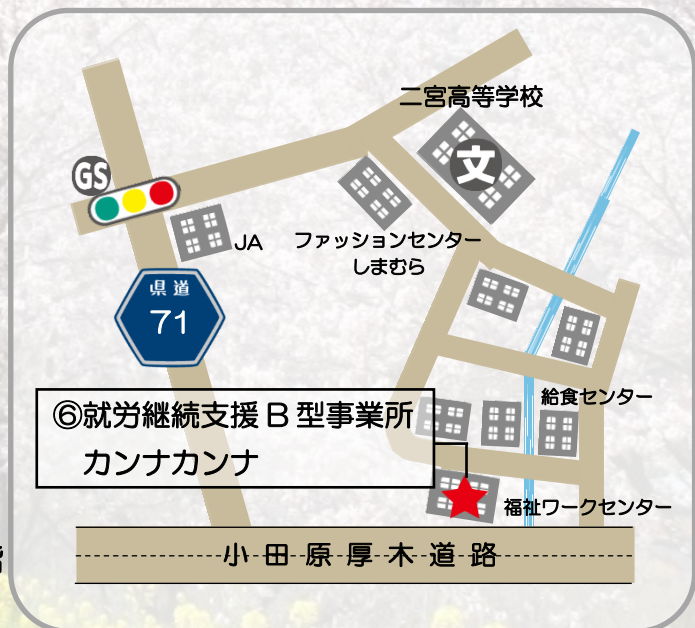 二宮高等学校
文
GS
JA
ファッションセンター
しまむら
県道
71
給食センター
⑥就労継続支援B型事業所
カンナカンナ
福祉ワークセンター
小田原厚木道路